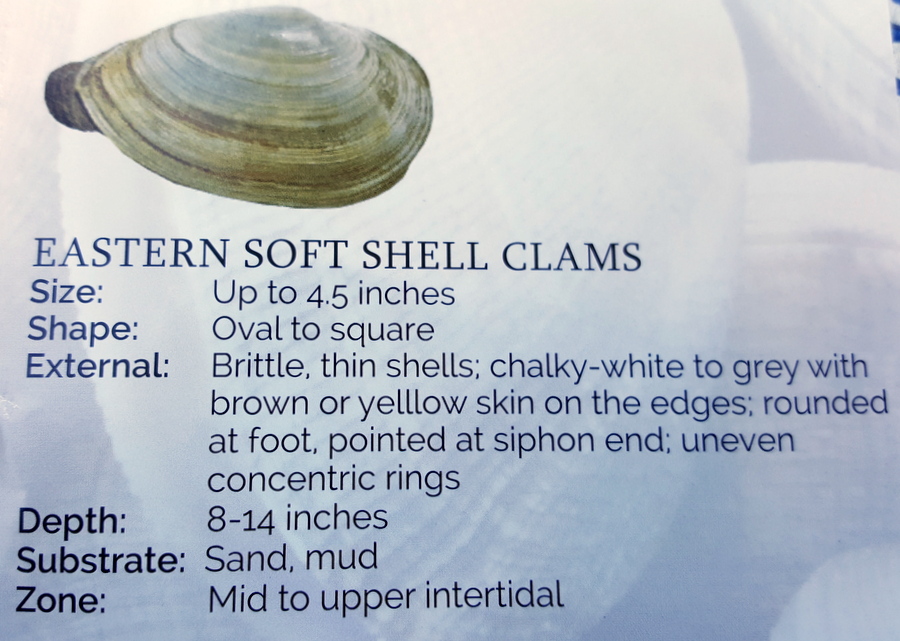 EASTERN SOFT SHELL CLAMS
Size: Up to 4.5 inches
Shape: Oval to square
External: Brittle, thin shells; chalky-white to grey with
brown or yelllow skin on the edges; rounded
at foot, pointed at siphon end; uneven
concentric rings
Depth: 8-14 inches
Substrate: Sand, mud
Zone: Mid to upper intertidal